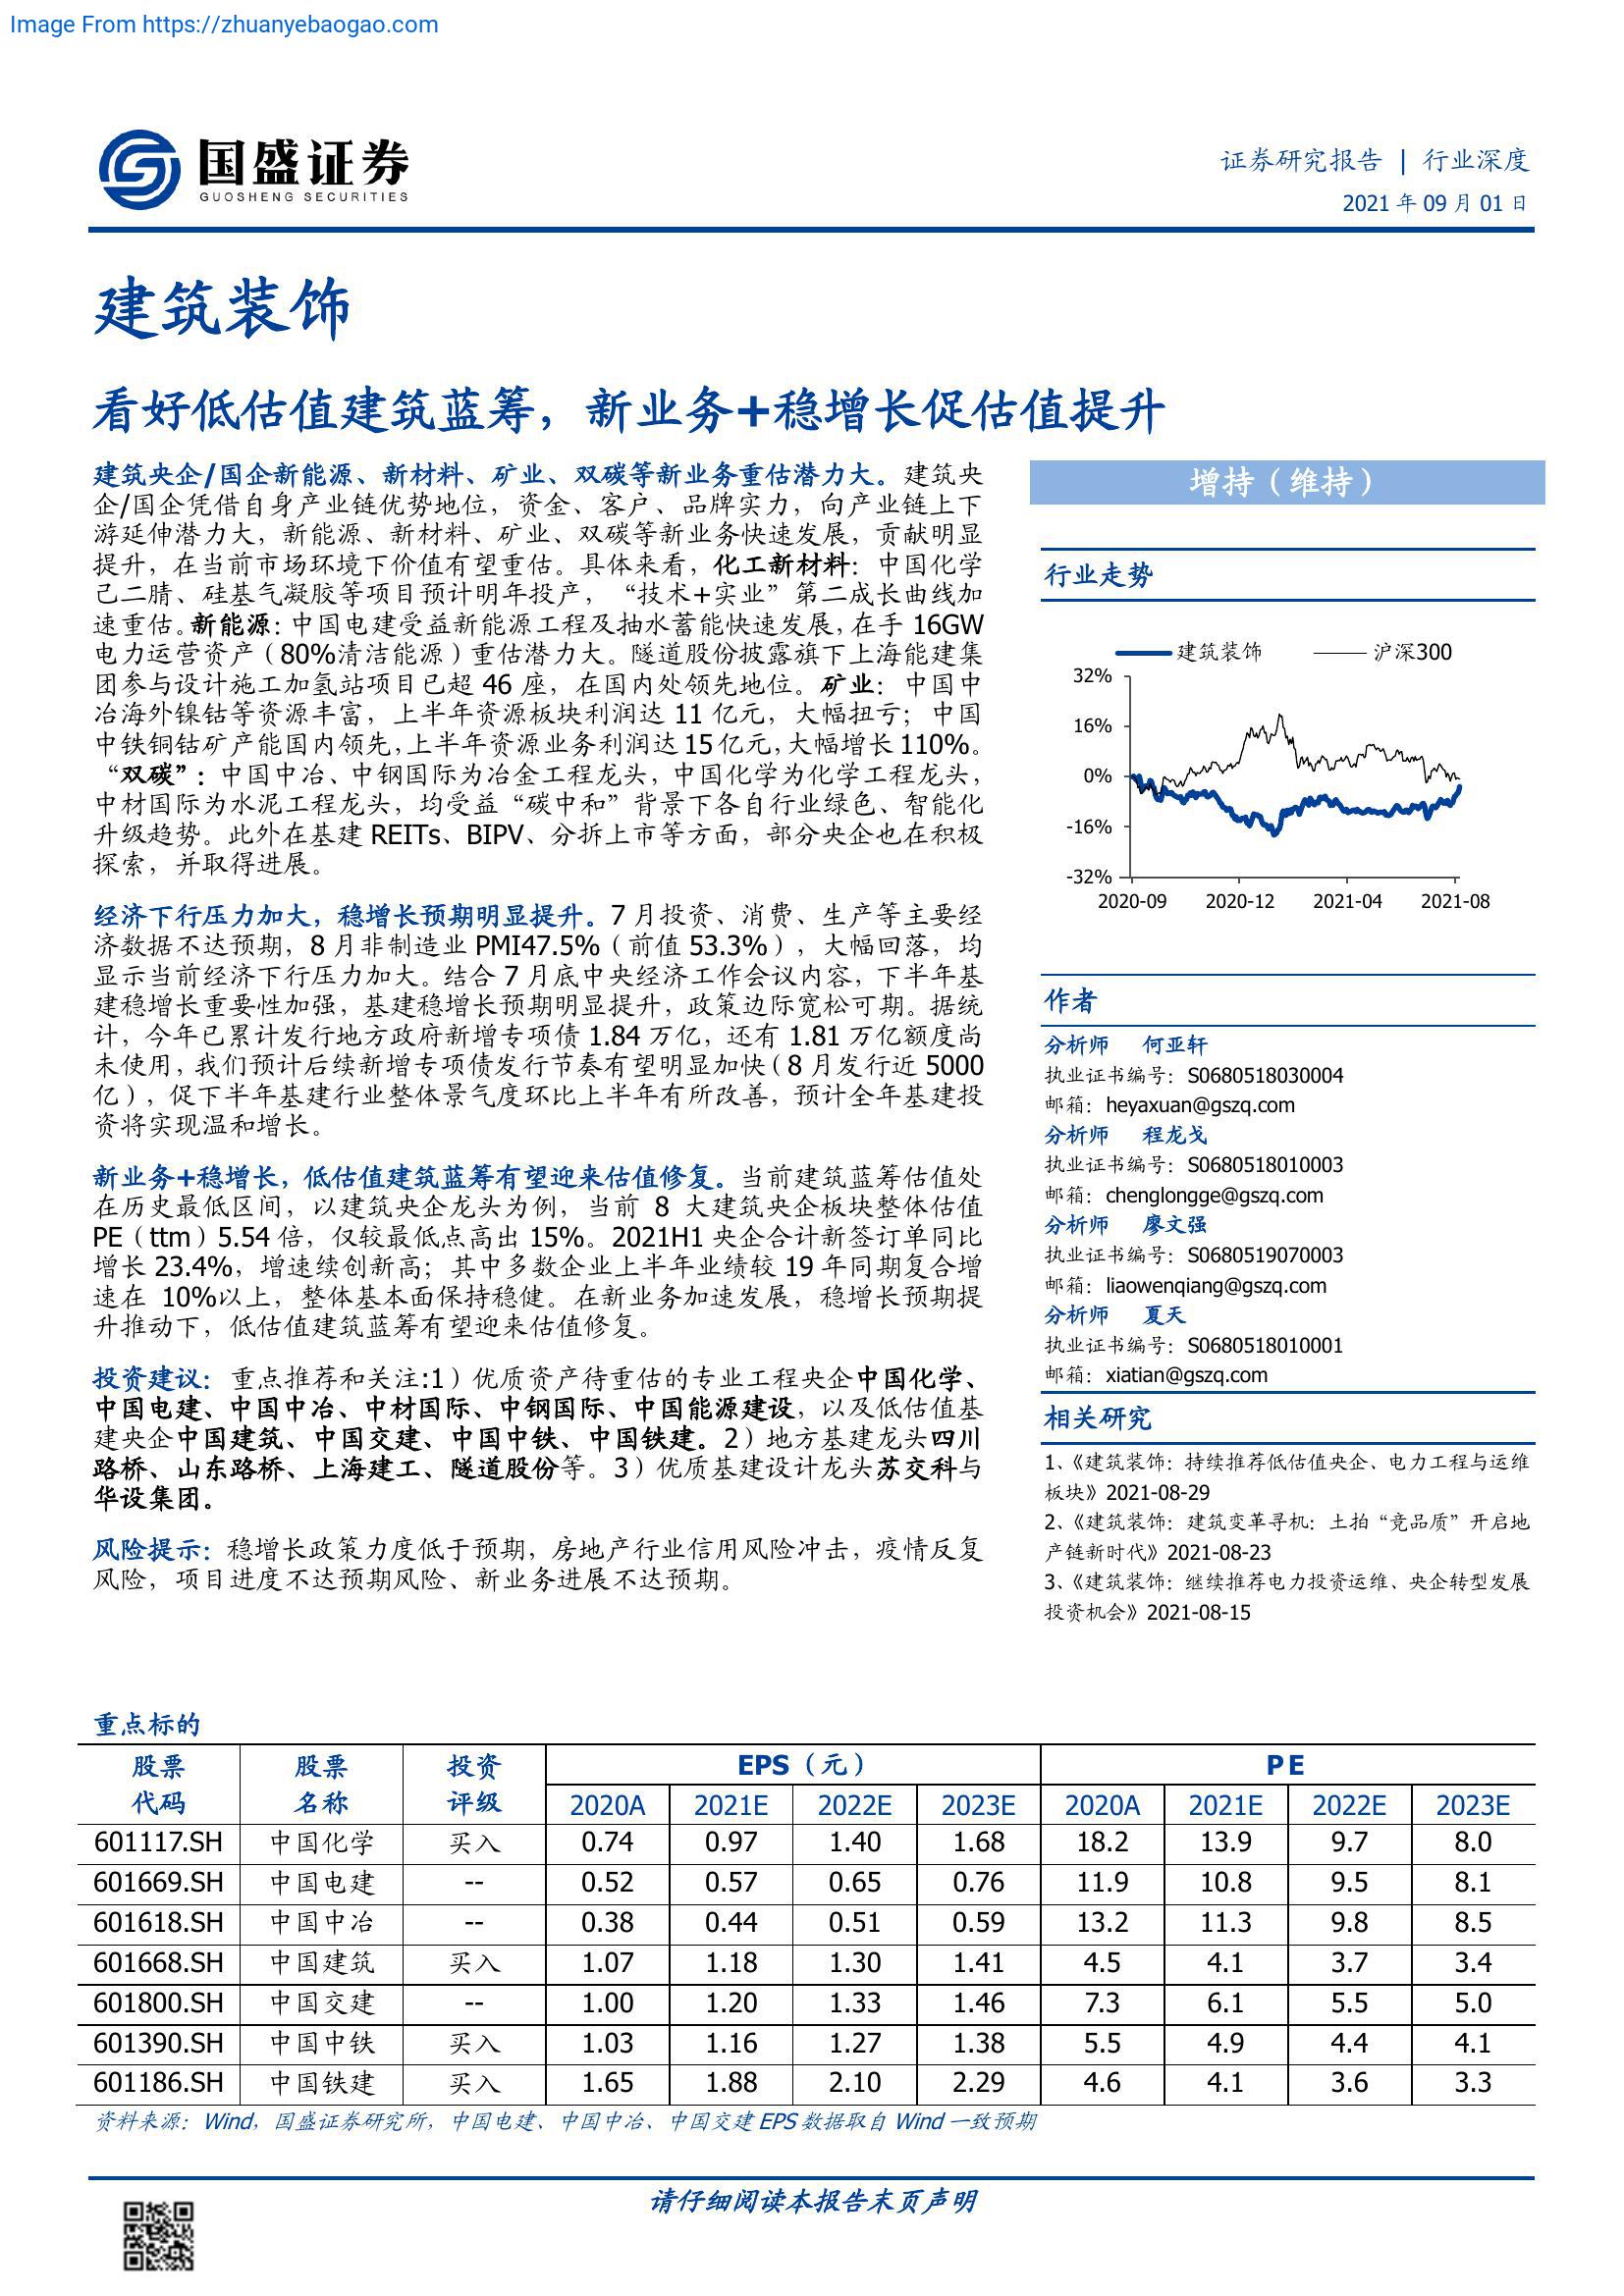 Image From https://zhuanyebaogao.com
国盛证券
GUOSHENG SECURITIES
证券研究报告 | 行业深度
2021 年 09 月 01 日
建筑装饰
看好低估值建筑蓝筹，新业务+稳增长促估值提升
建筑央企/国企新能源、新材料、矿业、双碳等新业务重估潜力大。建筑央
企/国企凭借自身产业链优势地位，资金、客户、品牌实力，向产业链上下
游延伸潜力大，新能源、新材料、矿业、双碳等新业务快速发展，贡献明显
提升，在当前市场环境下价值有望重估。具体来看，化工新材料：中国化学
己二腈、硅基气凝胶等项目预计明年投产，“技术+实业”第二成长曲线加
速重估。新能源：中国电建受益新能源工程及抽水蓄能快速发展，在手 16GW
电力运营资产（80%清洁能源）重估潜力大。隧道股份披露旗下上海能建集
团参与设计施工加氢站项目已超 46 座，在国内处领先地位。矿业：中国中
冶海外镍钴等资源丰富，上半年资源板块利润达 11 亿元，大幅扭亏；中国
中铁铜钴矿产能国内领先，上半年资源业务利润达 15 亿元，大幅增长 110%。
“双碳”：中国中冶、中钢国际为冶金工程龙头，中国化学为化学工程龙头，
中材国际为水泥工程龙头，均受益“碳中和”背景下各自行业绿色、智能化
升级趋势。此外在基建 REITs、BIPV、分拆上市等方面，部分央企也在积极
探索，并取得进展。
经济下行压力加大，稳增长预期明显提升。7 月投资、消费、生产等主要经
济数据不达预期，8 月非制造业 PMI47.5%（前值 53.3%），大幅回落，均
显示当前经济下行压力加大。结合 7 月底中央经济工作会议内容，下半年基
建稳增长重要性加强，基建稳增长预期明显提升，政策边际宽松可期。据统
计，今年已累计发行地方政府新增专项债 1.84 万亿，还有 1.81 万亿额度尚
未使用，我们预计后续新增专项债发行节奏有望明显加快（8 月发行近 5000
亿），促下半年基建行业整体景气度环比上半年有所改善，预计全年基建投
资将实现温和增长。
新业务+稳增长，低估值建筑蓝筹有望迎来估值修复。当前建筑蓝筹估值处
在历史最低区间，以建筑央企龙头为例，当前 8 大建筑央企板块整体估值
PE（ttm）5.54 倍，仅较最低点高出 15%。2021H1 央企合计新签订单同比
增长 23.4%，增速续创新高；其中多数企业上半年业绩较 19 年同期复合增
速在 10%以上，整体基本面保持稳健。在新业务加速发展，稳增长预期提
升推动下，低估值建筑蓝筹有望迎来估值修复。
投资建议：重点推荐和关注:1）优质资产待重估的专业工程央企中国化学、
中国电建、中国中冶、中材国际、中钢国际、中国能源建设，以及低估值基
建央企中国建筑、中国交建、中国中铁、中国铁建。2）地方基建龙头四川
路桥、山东路桥、上海建工、隧道股份等。3）优质基建设计龙头苏交科与
华设集团。
风险提示：稳增长政策力度低于预期，房地产行业信用风险冲击，疫情反复
风险，项目进度不达预期风险、新业务进展不达预期。
增持（维持）
行业走势
建筑装饰 沪深300
32%
16%
0%
-16%
-32%
2020-09 2020-12 2021-04 2021-08
作者
分析师 何亚轩
执业证书编号：S0680518030004
邮箱：heyaxuan@gszq.com
分析师 程龙戈
执业证书编号：S0680518010003
邮箱：chenglongge@gszq.com
分析师 廖文强
执业证书编号：S0680519070003
邮箱：liaowenqiang@gszq.com
分析师 夏天
执业证书编号：S0680518010001
邮箱：xiatian@gszq.com
相关研究
1、《建筑装饰：持续推荐低估值央企、电力工程与运维
板块》2021-08-29
2、《建筑装饰：建筑变革寻机：土拍“竞品质”开启地
产链新时代》2021-08-23
3、《建筑装饰：继续推荐电力投资运维、央企转型发展
投资机会》2021-08-15
重点标的
股票 股票 投资 EPS（元） PE
代码 名称 评级 2020A 2021E 2022E 2023E 2020A 2021E 2022E 2023E
601117.SH 中国化学 买入 0.74 0.97 1.40 1.68 18.2 13.9 9.7 8.0
601669.SH 中国电建 -- 0.52 0.57 0.65 0.76 11.9 10.8 9.5 8.1
601618.SH 中国中冶 -- 0.38 0.44 0.51 0.59 13.2 11.3 9.8 8.5
601668.SH 中国建筑 买入 1.07 1.18 1.30 1.41 4.5 4.1 3.7 3.4
601800.SH 中国交建 -- 1.00 1.20 1.33 1.46 7.3 6.1 5.5 5.0
601390.SH 中国中铁 买入 1.03 1.16 1.27 1.38 5.5 4.9 4.4 4.1
601186.SH 中国铁建 买入 1.65 1.88 2.10 2.29 4.6 4.1 3.6 3.3
资料来源：Wind，国盛证券研究所，中国电建、中国中冶、中国交建 EPS 数据取自 Wind 一致预期
请仔细阅读本报告末页声明